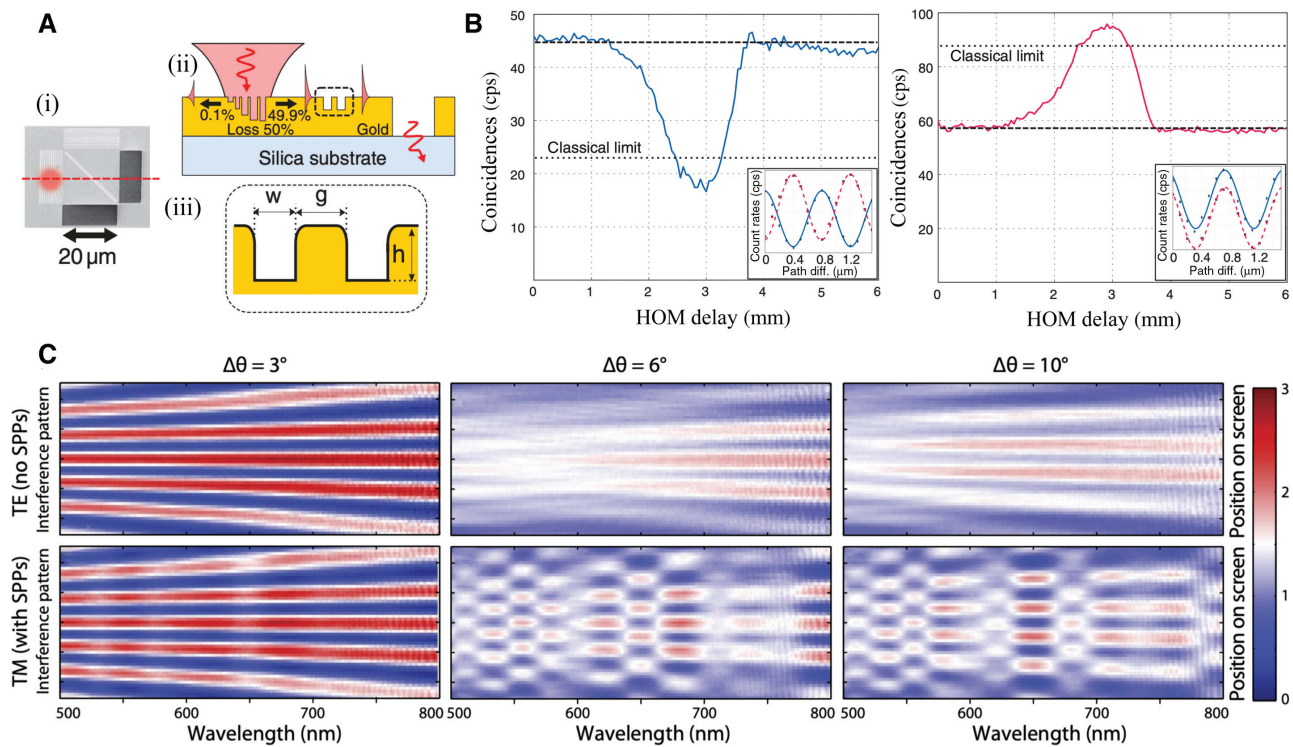 A
(i)
20 µm
(ii)
0.1%
49.9%
Loss 50%
Gold
Silica substrate
(iii)
w
g
h
B
Coincidences (cps)
50
40
30
20
10
Classical limit
0
1
2
3
4
5
6
HOM delay (mm)
Count rates (cps)
0
0.4
0.8
1.2
Path diff. (µm)
Coincidences (cps)
100
80
60
40
20
Classical limit
0
1
2
3
4
5
6
HOM delay (mm)
Count rates (cps)
0
0.4
0.8
1.2
Path diff. (µm)
C
Δθ = 3°
Δθ = 6°
Δθ = 10°
TE (no SPPs)
Interference pattern
TM (with SPPs)
Interference pattern
500
600
700
800
Wavelength (nm)
500
600
700
800
Wavelength (nm)
500
600
700
800
Wavelength (nm)
Position on screen
Position on screen
3
2
1
0